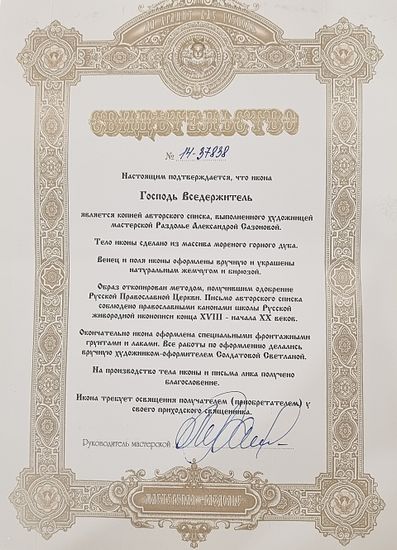 Свидетельство
№ 14-37838
Настоящим подтверждается, что икона
Господь Вседержитель
является копией авторского списка, выполненного художницей
мастерской Раздолье Александрой Сазоновой.
Тело иконы сделано из массива мореного горного дуба.
Венец и поля иконы оформлены вручную и украшены
натуральным жемчугом и бирюзой.
Образ откопирован методом, получившим одобрение
Русской Православной Церкви. Письмо авторского списка
соблюдено православными канонами школы Русской
живородной иконописи конца XVIII - начала XX веков.
Окончательно икона оформлена специальными фронтажными
грунтами и лаками. Все работы по оформлению делались
вручную художником-оформителем Солдатовой Светланой.
На производство тела иконы и письма лика получено
благословение.
Икона требует освящения получателем (приобретателем) у
своего приходского священника.
Руководитель мастерской
Мастерская Раздолье